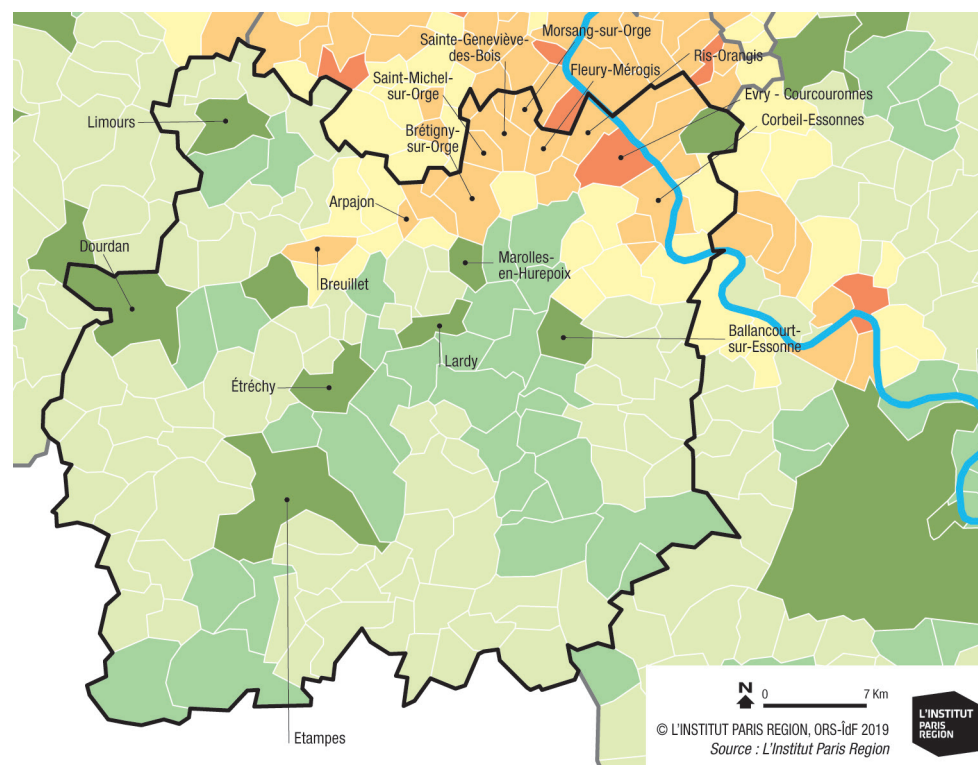 Morsang-sur-Orge
Sainte-Geneviève-
des-Bois
Ris-Orangis
Fleury-Mérogis
Saint-Michel-
sur-Orge
Evry - Courcouronnes
Limours
Corbeil-Essonnes
Brétigny-
sur-Orge
Arpajon
Dourdan
Marolles-
en-Hurepoix
Breuillet
Ballancourt-
sur-Essonne
Lardy
Étréchy
Etampes
N
0
7 Km
© L'INSTITUT PARIS REGION, ORS-ÎdF 2019
Source : L'Institut Paris Region
L'INSTITUT
PARIS
REGION